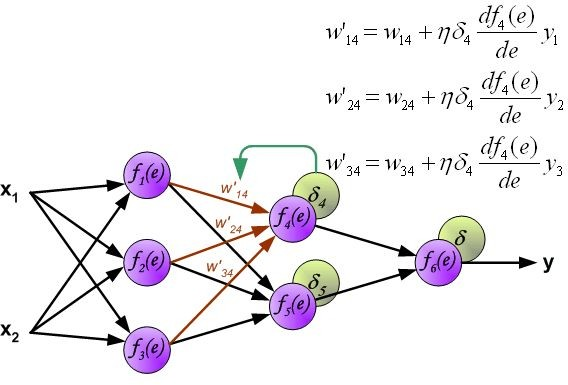 w'₁₄ = w₁₄ + ηδ₄ df₄(e)/de y₁
w'₂₄ = w₂₄ + ηδ₄ df₄(e)/de y₂
w'₃₄ = w₃₄ + ηδ₄ df₄(e)/de y₃
x₁
x₂
f₁(e)
f₂(e)
f₃(e)
w'₁₄
w'₂₄
w'₃₄
δ₄
f₄(e)
δ₅
f₅(e)
δ
f₆(e)
y